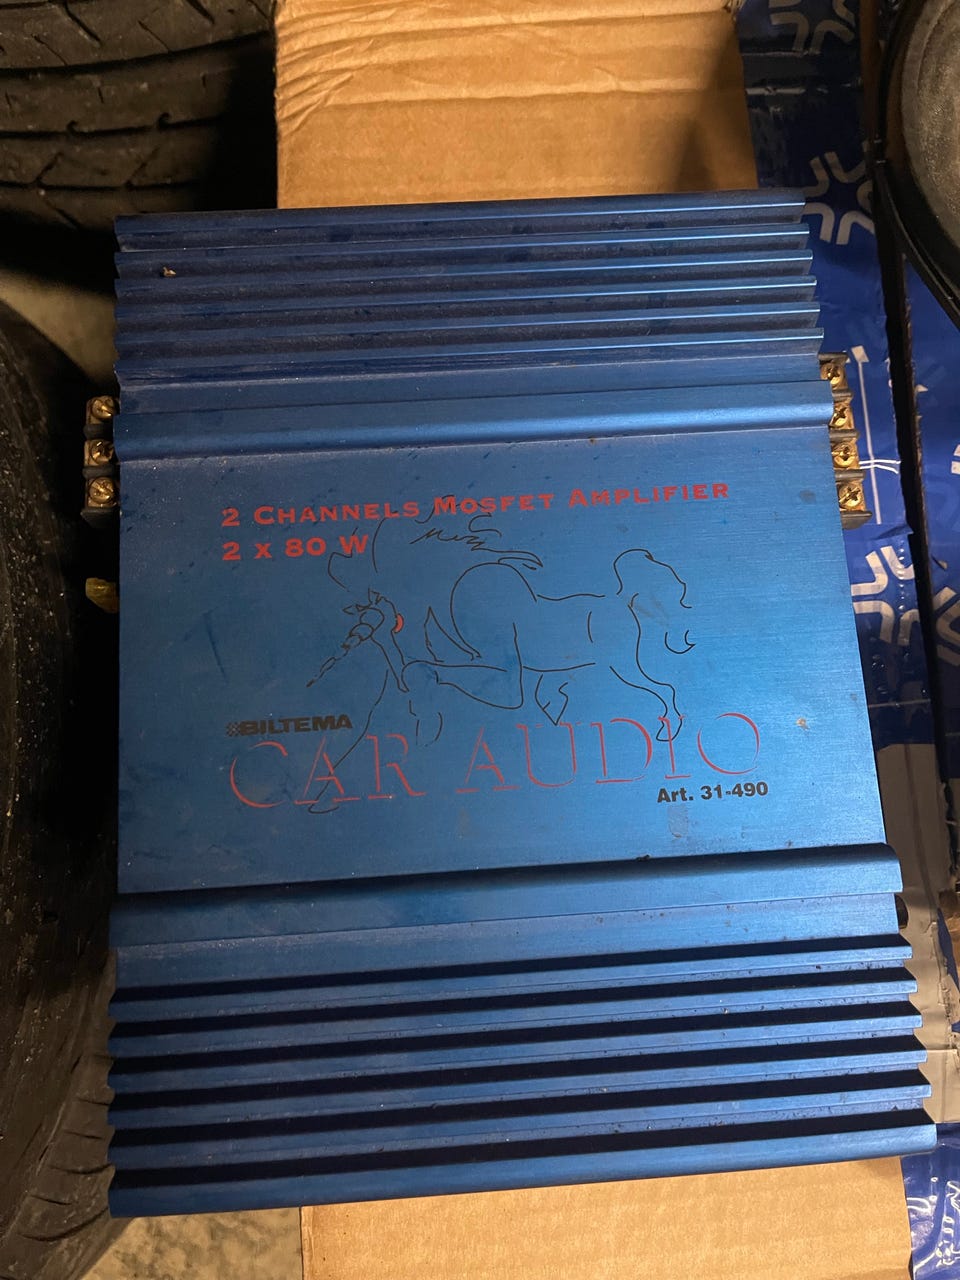 2 Channels Mosfet Amplifier
2 x 80 W
BILTEMA
CAR AUDIO
Art. 31-490